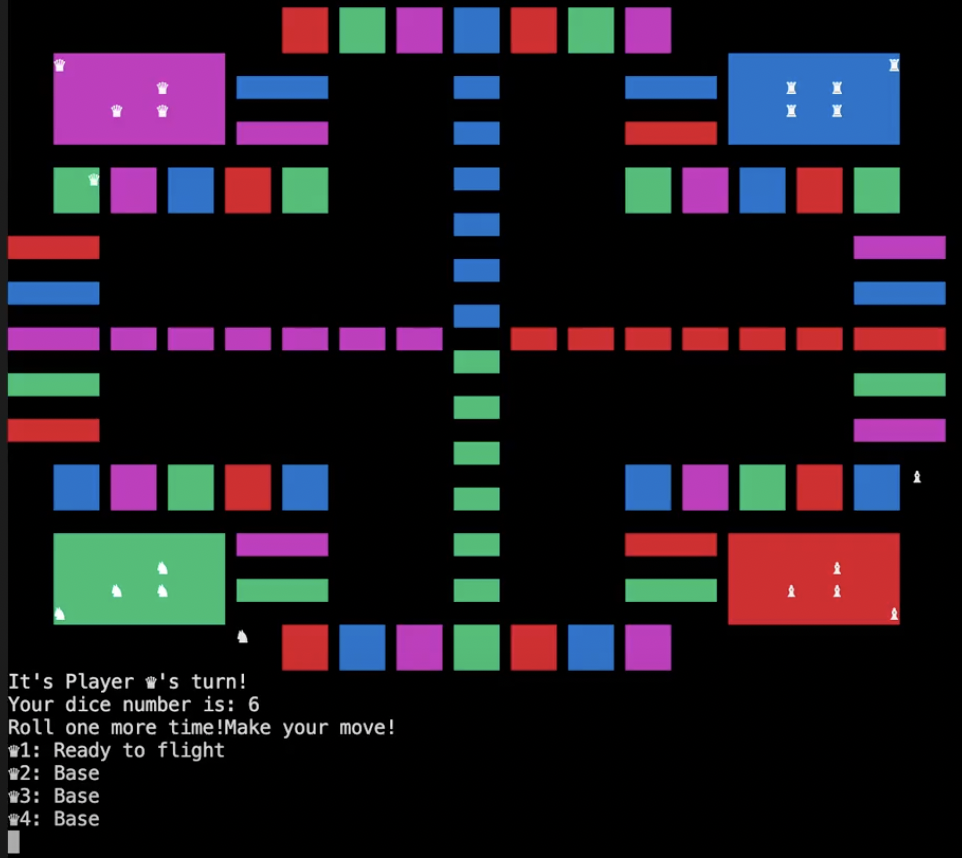 It's Player ♛'s turn!
Your dice number is: 6
Roll one more time!Make your move!
♛1: Ready to flight
♛2: Base
♛3: Base
♛4: Base